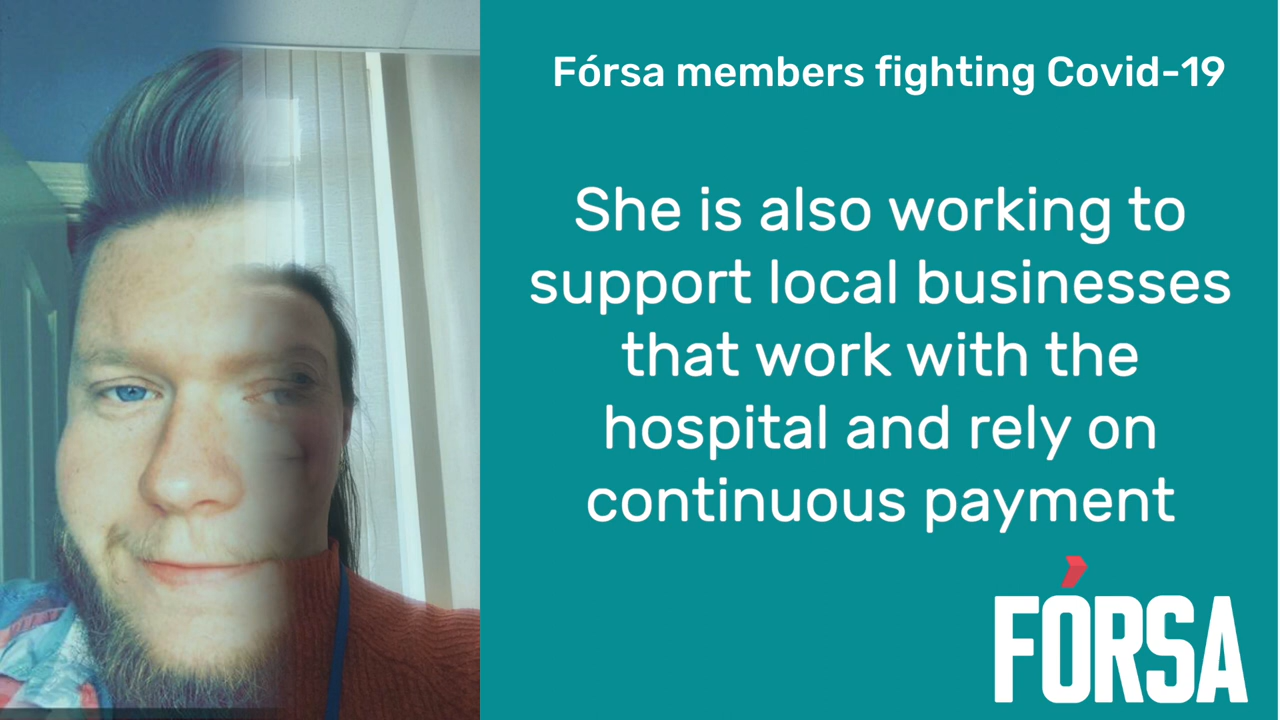 Fórsa members fighting Covid-19
She is also working to
support local businesses
that work with the
hospital and rely on
continuous payment
FÓRSA